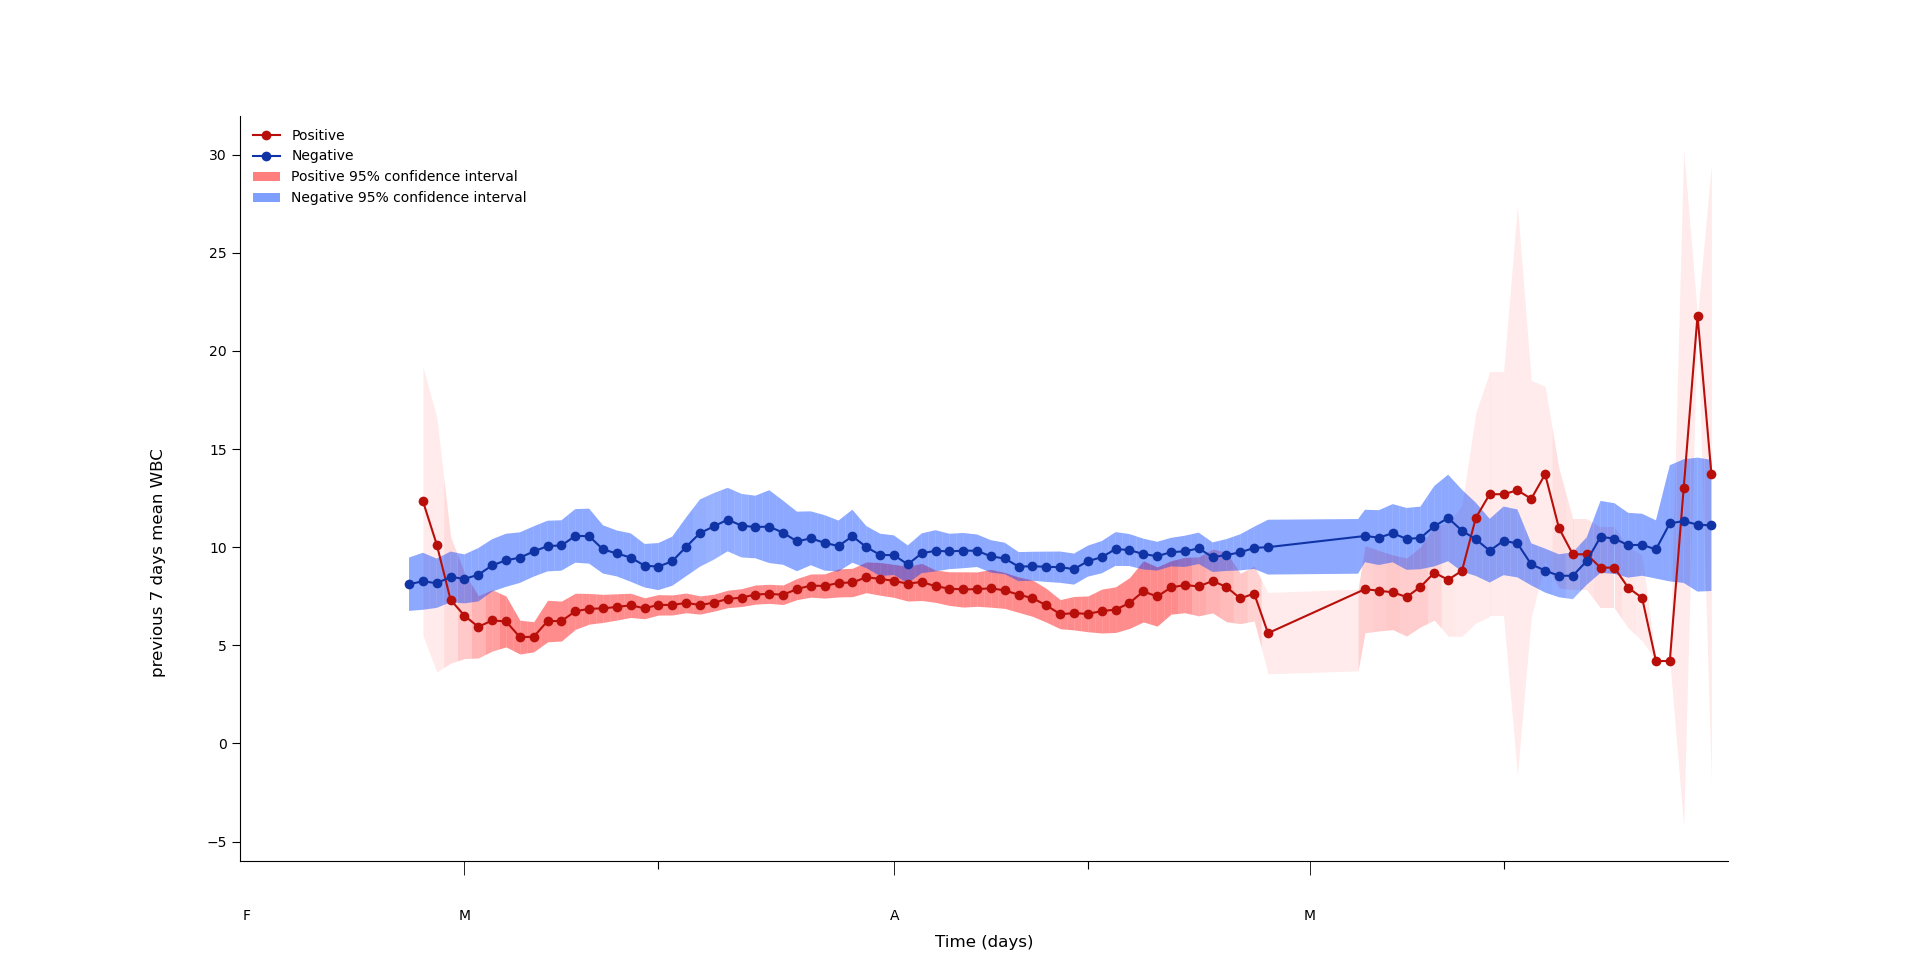 Positive
Negative
Positive 95% confidence interval
Negative 95% confidence interval
30
25
20
15
10
5
0
−5
previous 7 days mean WBC
F M A M
Time (days)